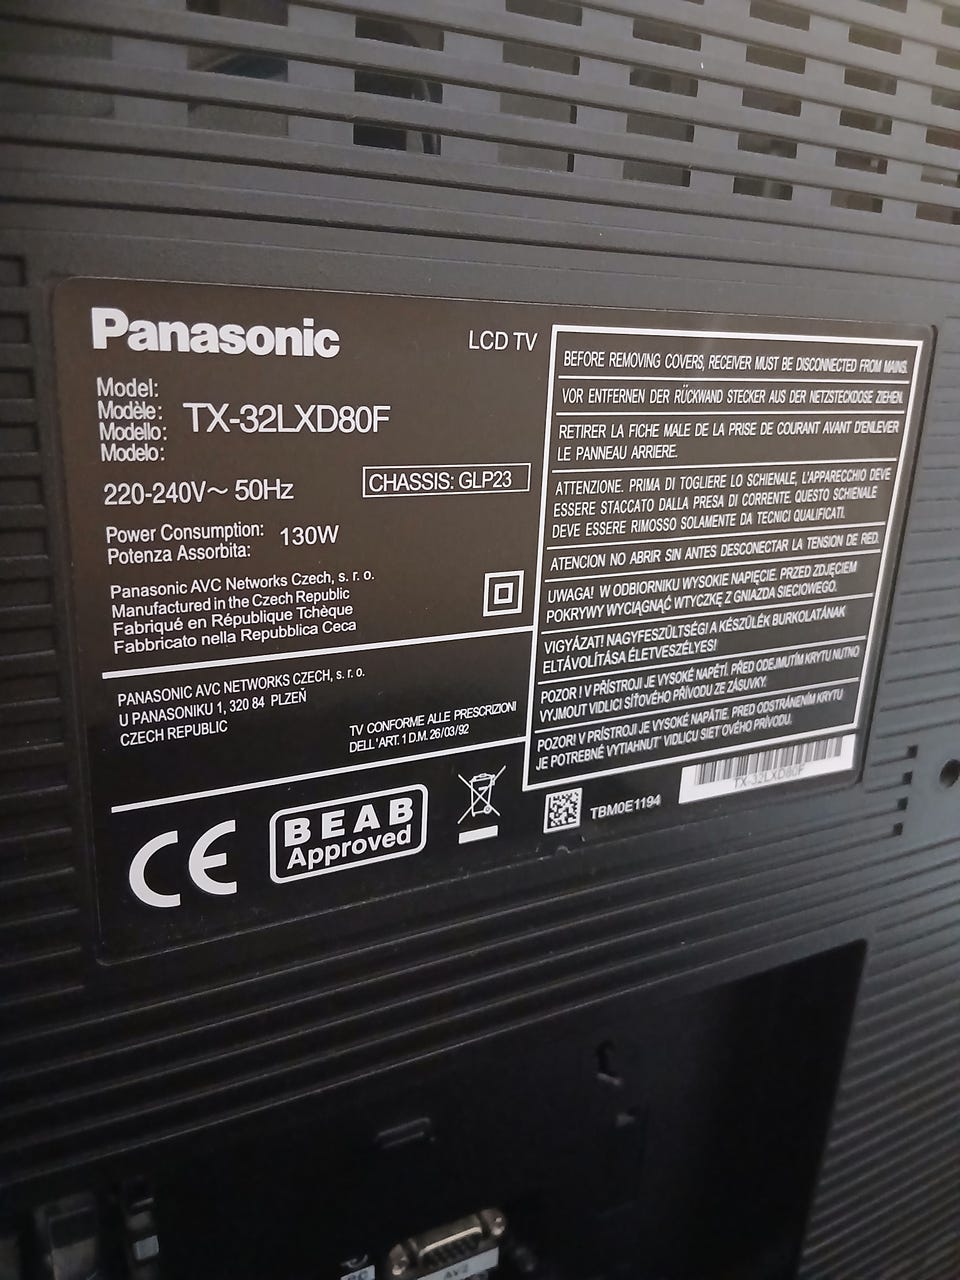 Panasonic
LCD TV
Model:
Modèle:
Modello:
Modelo:
TX-32LXD80F
220-240V~ 50Hz
CHASSIS: GLP23
Power Consumption:
Potenza Assorbita:
130W
Panasonic AVC Networks Czech, s. r. o.
Manufactured in the Czech Republic
Fabriqué en République Tchèque
Fabbricato nella Repubblica Ceca
PANASONIC AVC NETWORKS CZECH, s. r. o.
U PANASONIKU 1, 320 84 PLZEŇ
CZECH REPUBLIC
TV CONFORME ALLE PRESCRIZIONI
DELL'ART. 1 D.M. 26/03/92
CE
BEAB
Approved
BEFORE REMOVING COVERS, RECEIVER MUST BE DISCONNECTED FROM MAINS.
VOR ENTFERNEN DER RÜCKWAND STECKER AUS DER NETZSTECKDOSE ZIEHEN.
RETIRER LA FICHE MALE DE LA PRISE DE COURANT AVANT D'ENLEVER
LE PANNEAU ARRIERE.
ATTENZIONE. PRIMA DI TOGLIERE LO SCHIENALE, L'APPARECCHIO DEVE
ESSERE STACCATO DALLA PRESA DI CORRENTE. QUESTO SCHIENALE
DEVE ESSERE RIMOSSO SOLAMENTE DA TECNICI QUALIFICATI.
ATENCION NO ABRIR SIN ANTES DESCONECTAR LA TENSION DE RED.
UWAGA! W ODBIORNIKU WYSOKIE NAPIĘCIE. PRZED ZDJĘCIEM
POKRYWY WYCIĄGNĄĆ WTYCZKĘ Z GNIAZDA SIECIOWEGO.
VIGYÁZAT! NAGYFESZÜLTSÉG! A KÉSZÜLÉK BURKOLATÁNAK
ELTÁVOLÍTÁSA ÉLETVESZÉLYES!
POZOR ! V PŘÍSTROJI JE VYSOKÉ NAPĚTÍ. PŘED ODEJMUTÍM KRYTU NUTNO
VYJMOUT VIDLICI SÍŤOVÉHO PŘÍVODU ZE ZÁSUVKY.
POZOR! V PRÍSTROJI JE VYSOKÉ NAPÄTIE. PRED ODSTRÁNENÍM KRYTU
JE POTREBNÉ VYTIAHNUŤ VIDLICU SIEŤOVÉHO PRÍVODU.
TBM0E1194
TX-32LXD80F
PC
AV2